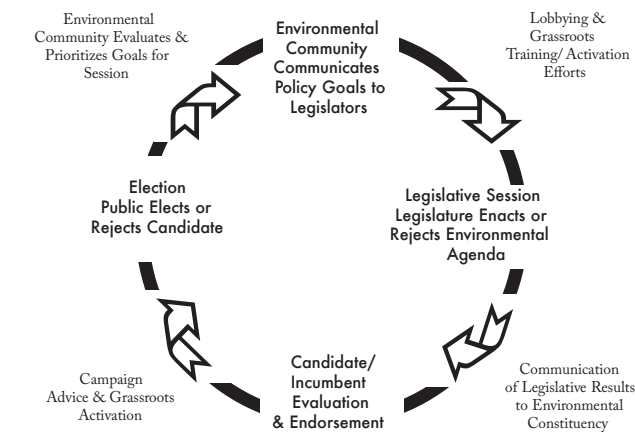 Environmental
Community Evaluates &
Prioritizes Goals for
Session
Environmental
Community
Communicates
Policy Goals to
Legislators
Lobbying &
Grassroots
Training/ Activation
Efforts
Election
Public Elects or
Rejects Candidate
Legislative Session
Legislature Enacts or
Rejects Environmental
Agenda
Campaign
Advice & Grassroots
Activation
Candidate/
Incumbent
Evaluation
& Endorsement
Communication
of Legislative Results
to Environmental
Constituency